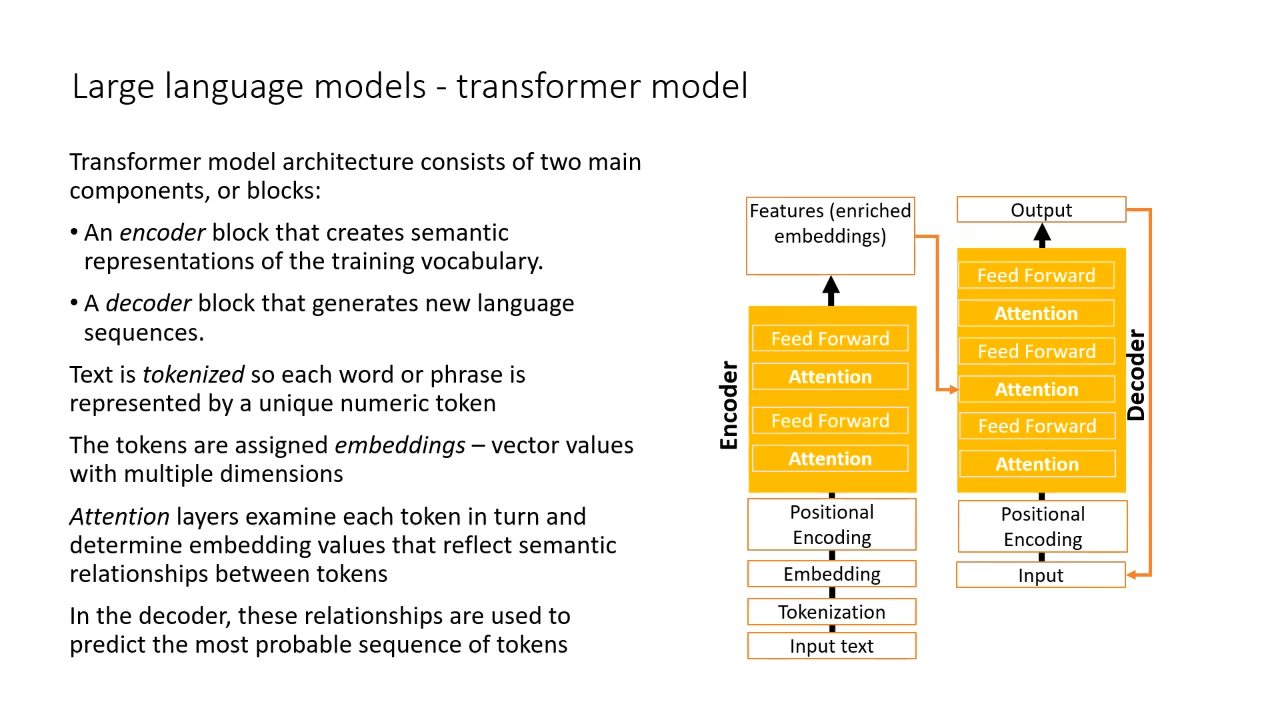 Large language models - transformer model
Transformer model architecture consists of two main
components, or blocks:
• An encoder block that creates semantic
representations of the training vocabulary.
• A decoder block that generates new language
sequences.
Text is tokenized so each word or phrase is
represented by a unique numeric token
The tokens are assigned embeddings – vector values
with multiple dimensions
Attention layers examine each token in turn and
determine embedding values that reflect semantic
relationships between tokens
In the decoder, these relationships are used to
predict the most probable sequence of tokens
Features (enriched
embeddings)
Encoder
Feed Forward
Attention
Feed Forward
Attention
Positional
Encoding
Embedding
Tokenization
Input text
Output
Decoder
Feed Forward
Attention
Feed Forward
Attention
Feed Forward
Attention
Positional
Encoding
Input